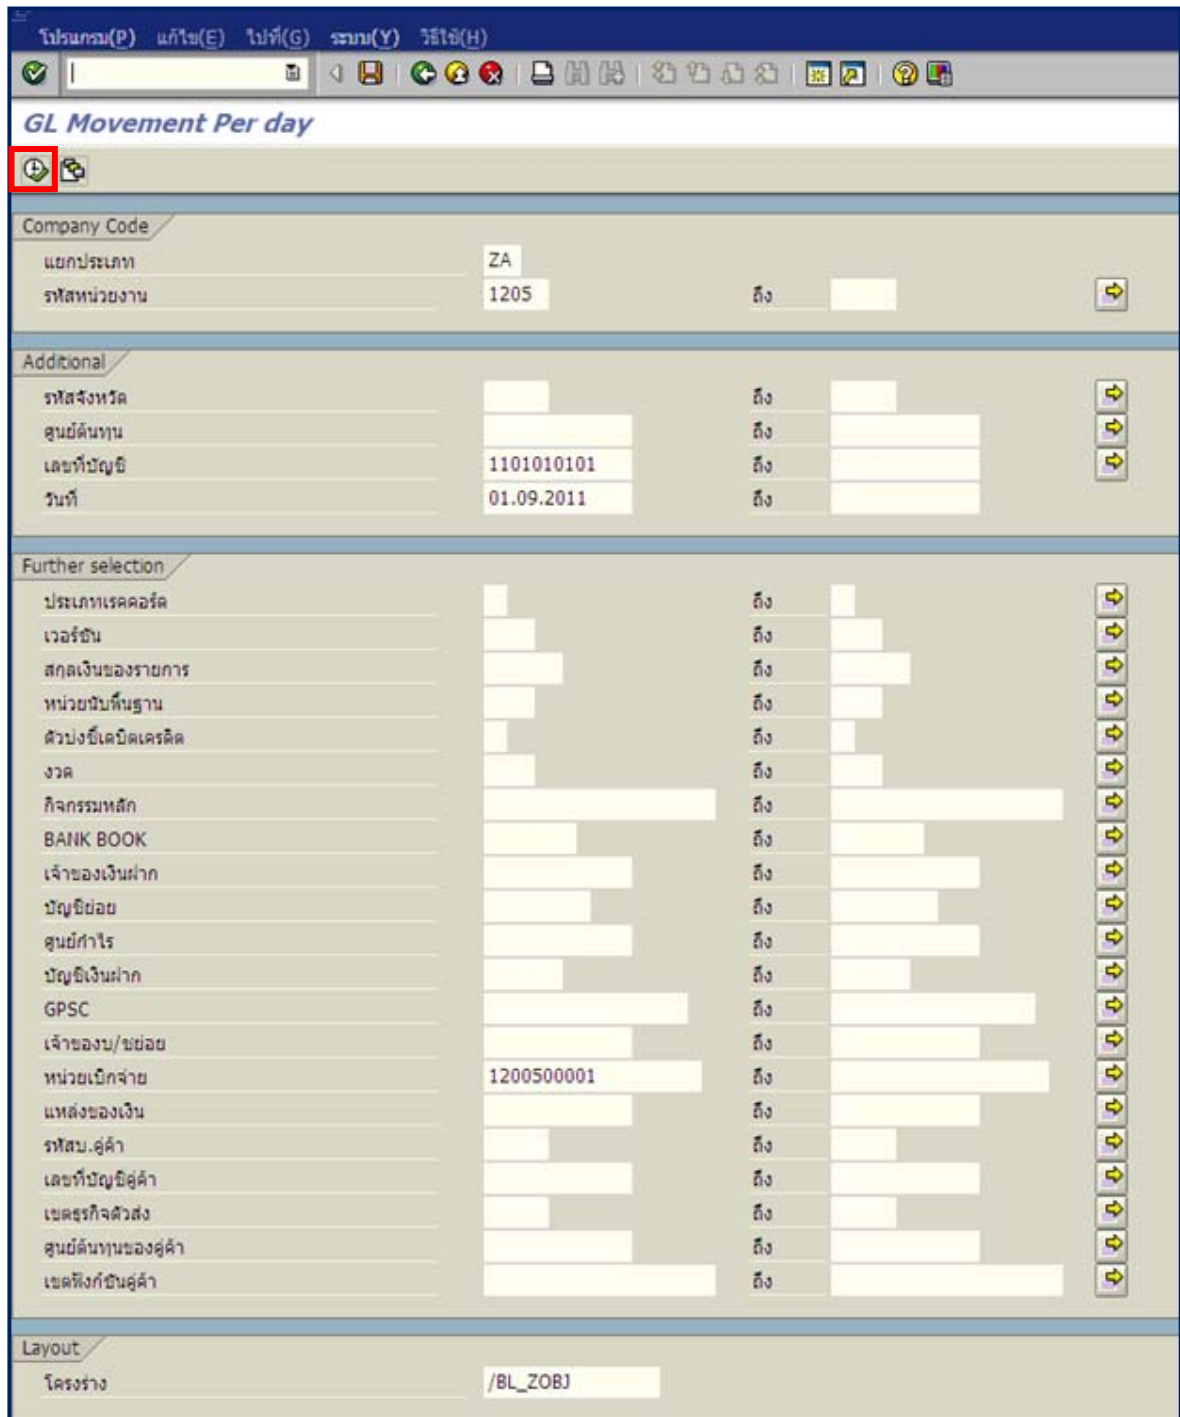 โปรแกรม(P) แก้ไข(E) ไปที่(G) ระบบ(Y) วิธีใช้(H)
GL Movement Per day
Company Code
แยกประเภท ZA
รหัสหน่วยงาน 1205 ถึง
Additional
รหัสจังหวัด ถึง
ศูนย์ต้นทุน ถึง
เลขที่บัญชี 1101010101 ถึง
วันที่ 01.09.2011 ถึง
Further selection
ประเภทเรคคอร์ด ถึง
เวอร์ชัน ถึง
สกุลเงินของรายการ ถึง
หน่วยนับพื้นฐาน ถึง
ตัวบ่งชี้เดบิตเครดิต ถึง
งวด ถึง
กิจกรรมหลัก ถึง
BANK BOOK ถึง
เจ้าของเงินฝาก ถึง
บัญชีย่อย ถึง
ศูนย์กำไร ถึง
บัญชีเงินฝาก ถึง
GPSC ถึง
เจ้าของบ/ชย่อย ถึง
หน่วยเบิกจ่าย 1200500001 ถึง
แหล่งของเงิน ถึง
รหัสบ.คู่ค้า ถึง
เลขที่บัญชีคู่ค้า ถึง
เขตธุรกิจตัวส่ง ถึง
ศูนย์ต้นทุนของคู่ค้า ถึง
เขตฟังก์ชันคู่ค้า ถึง
Layout
โครงร่าง /BL_ZOBJ